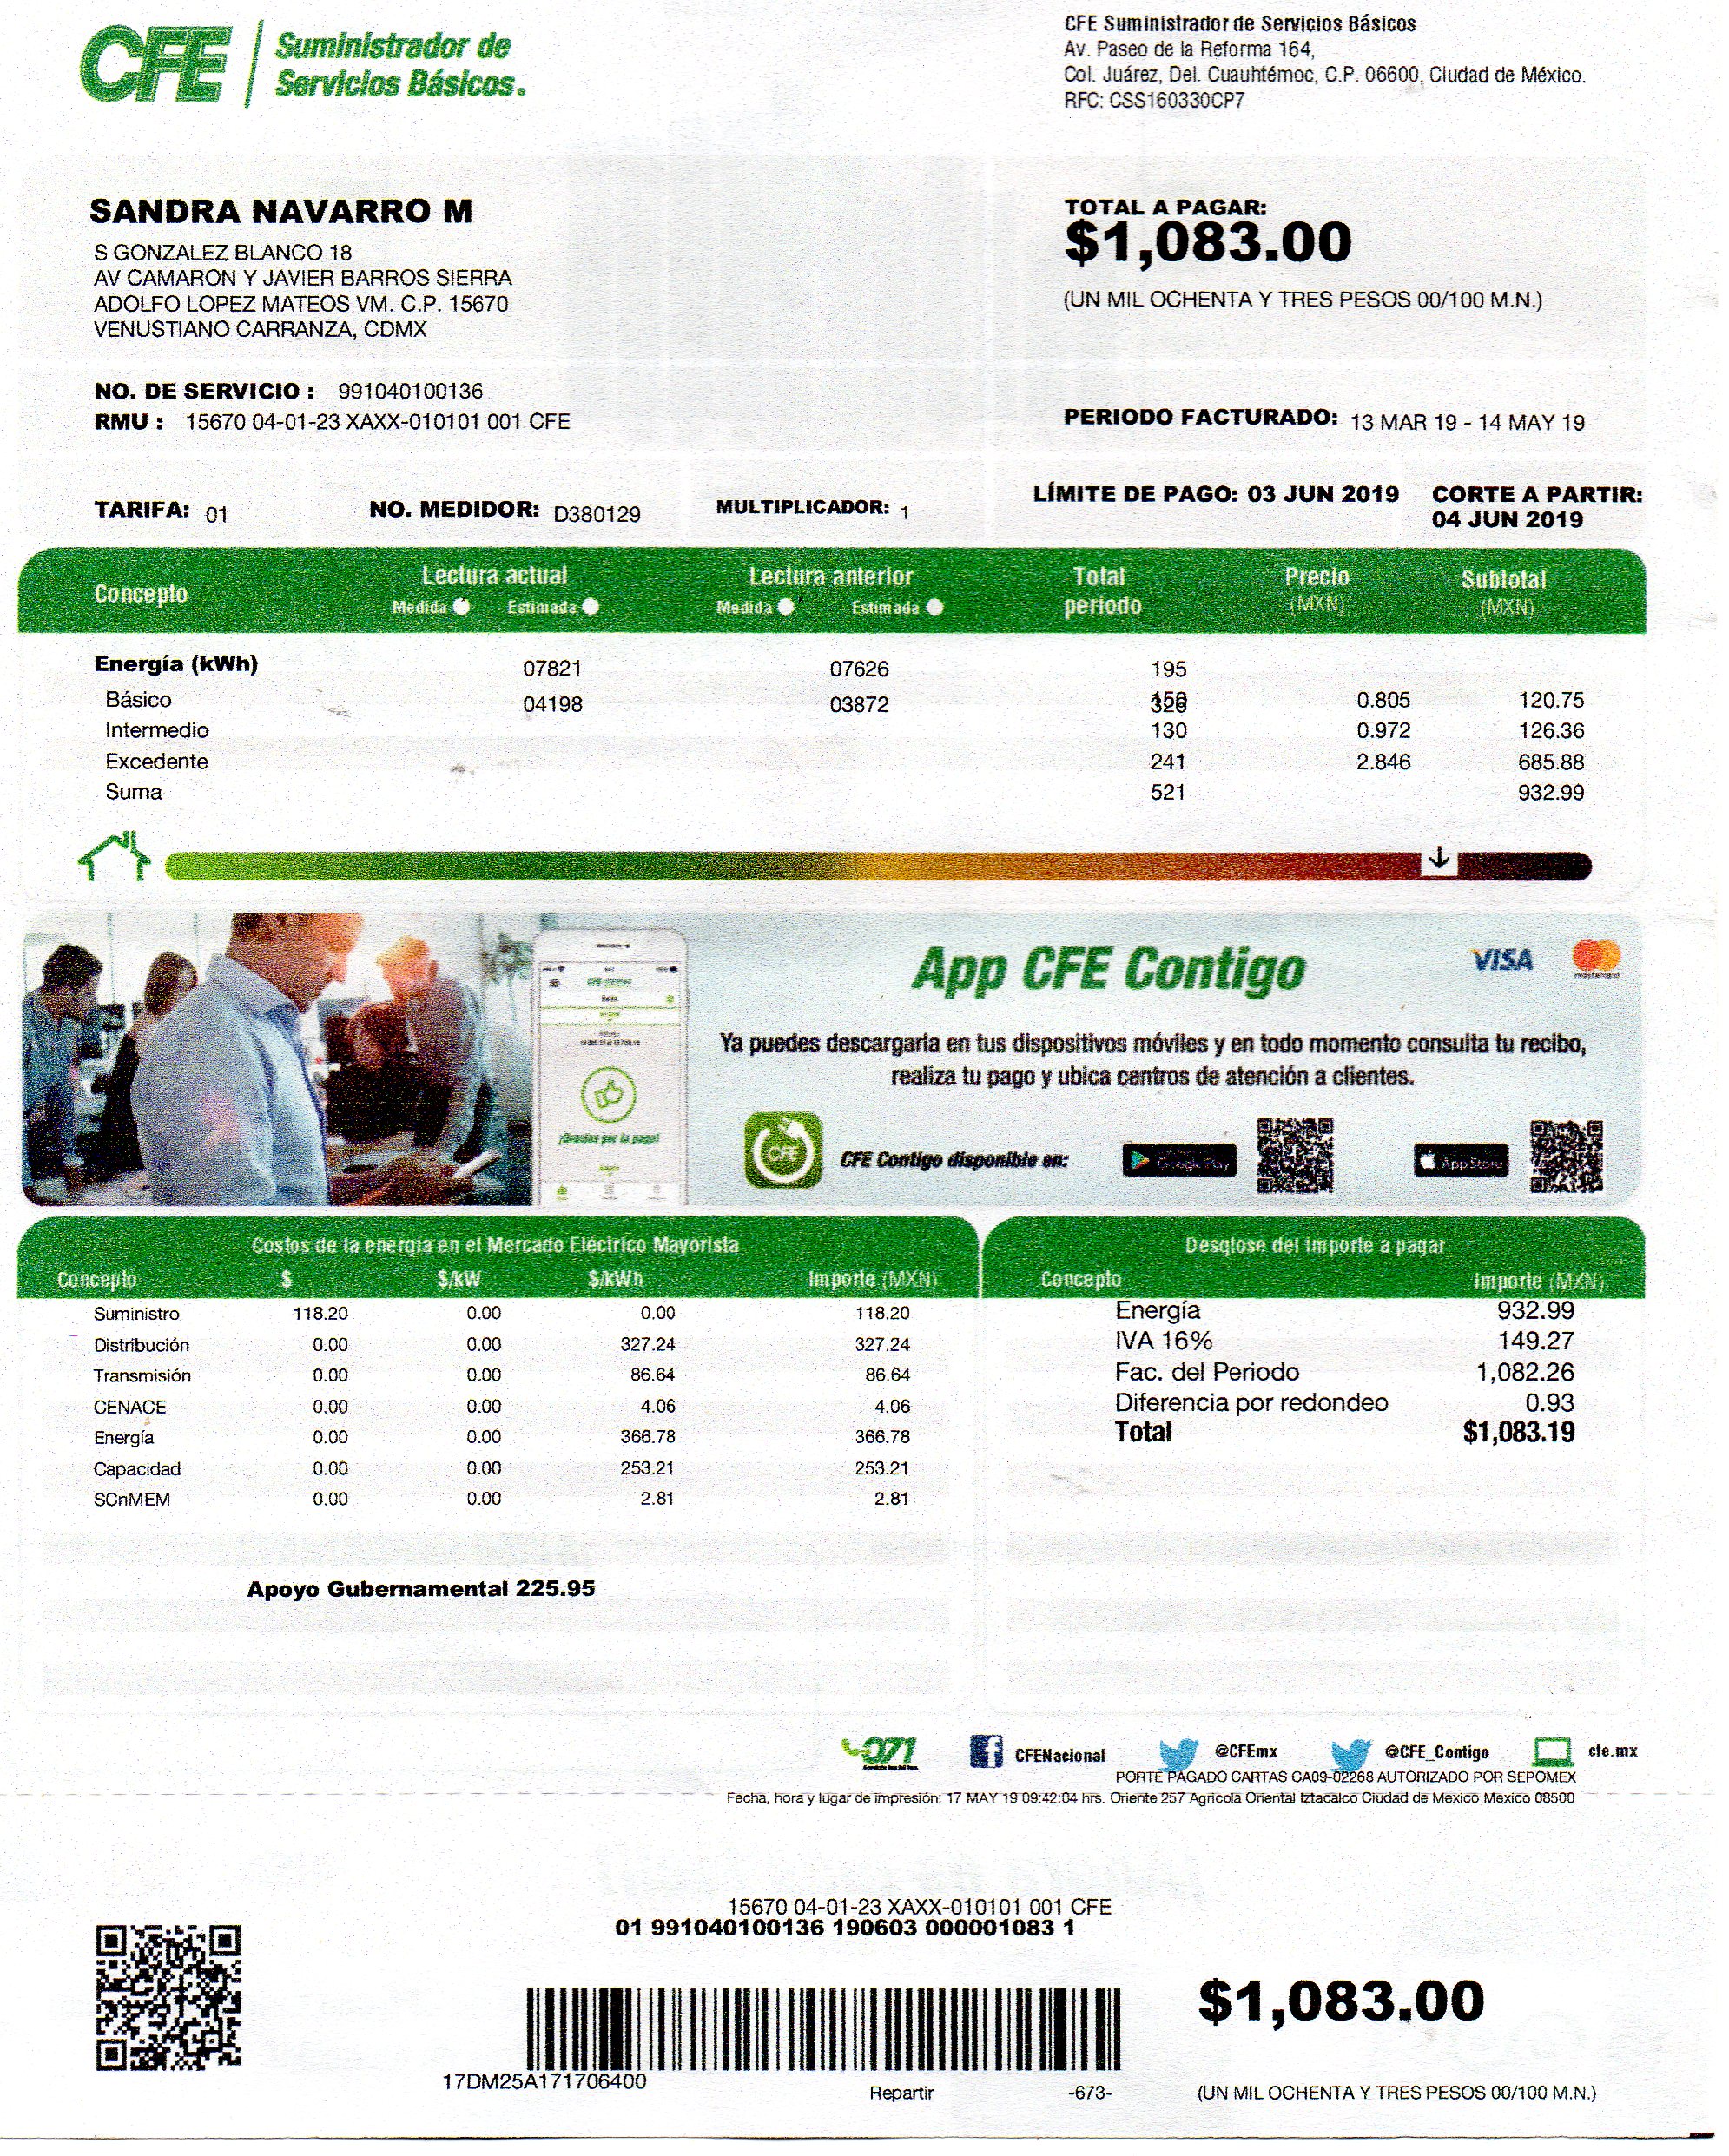 CFE Suministrador de
Servicios Básicos.
CFE Suministrador de Servicios Básicos
Av. Paseo de la Reforma 164,
Col. Juárez, Del. Cuauhtémoc, C.P. 06600, Ciudad de México.
RFC: CSS160330CP7
SANDRA NAVARRO M
S GONZALEZ BLANCO 18
AV CAMARON Y JAVIER BARROS SIERRA
ADOLFO LOPEZ MATEOS VM. C.P. 15670
VENUSTIANO CARRANZA, CDMX
TOTAL A PAGAR:
$1,083.00
(UN MIL OCHENTA Y TRES PESOS 00/100 M.N.)
NO. DE SERVICIO : 991040100136
RMU : 15670 04-01-23 XAXX-010101 001 CFE
PERIODO FACTURADO: 13 MAR 19 - 14 MAY 19
TARIFA: 01 NO. MEDIDOR: D380129 MULTIPLICADOR: 1
LÍMITE DE PAGO: 03 JUN 2019 CORTE A PARTIR:
04 JUN 2019
Concepto Lectura actual Lectura anterior Total Precio Subtotal
Medida Estimada Medida Estimada periodo (MXN) (MXN)
Energía (kWh) 07821 07626 195
Básico 04198 03872 0.805 120.75
Intermedio 130 0.972 126.36
Excedente 241 2.846 685.88
Suma 521 932.99
App CFE Contigo
VISA
mastercard
Ya puedes descargarla en tus dispositivos móviles y en todo momento consulta tu recibo,
realiza tu pago y ubica centros de atención a clientes.
¡Gracias por tu pago!
CFE
CFE Contigo disponible en: Google Play App Store
Costos de la energía en el Mercado Eléctrico Mayorista
Concepto $ $/kW $/kWh Importe (MXN)
Suministro 118.20 0.00 0.00 118.20
Distribución 0.00 0.00 327.24 327.24
Transmisión 0.00 0.00 86.64 86.64
CENACE 0.00 0.00 4.06 4.06
Energía 0.00 0.00 366.78 366.78
Capacidad 0.00 0.00 253.21 253.21
SCnMEM 0.00 0.00 2.81 2.81
Apoyo Gubernamental 225.95
Desglose del importe a pagar
Concepto Importe (MXN)
Energía 932.99
IVA 16% 149.27
Fac. del Periodo 1,082.26
Diferencia por redondeo 0.93
Total $1,083.19
071 CFENacional @CFEmx @CFE_Contigo cfe.mx
PORTE PAGADO CARTAS CA09-02268 AUTORIZADO POR SEPOMEX
Fecha, hora y lugar de impresión: 17 MAY 19 09:42:04 hrs. Oriente 257 Agricola Oriental Iztacalco Ciudad de Mexico Mexico 08500
15670 04-01-23 XAXX-010101 001 CFE
01 991040100136 190603 000001083 1
$1,083.00
17DM25A171706400
Repartir -673- (UN MIL OCHENTA Y TRES PESOS 00/100 M.N.)